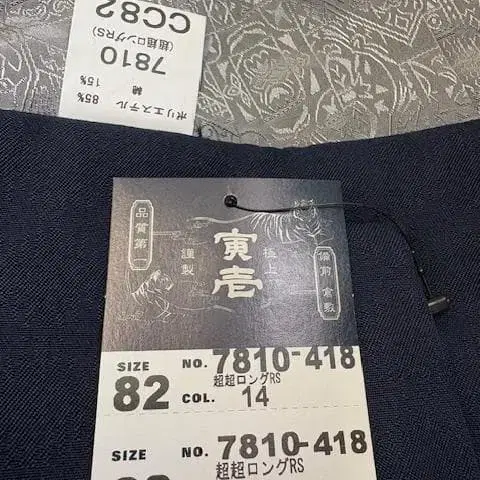 CC82
(超超ロングRS)
7810
綿 15%
ポリエステル 85%
品質第一
謹製
寅壱
極上
備前 倉敷
SIZE 82
NO. 7810-418
超超ロングRS
COL. 14
SIZE
NO. 7810-418
超超ロングRS